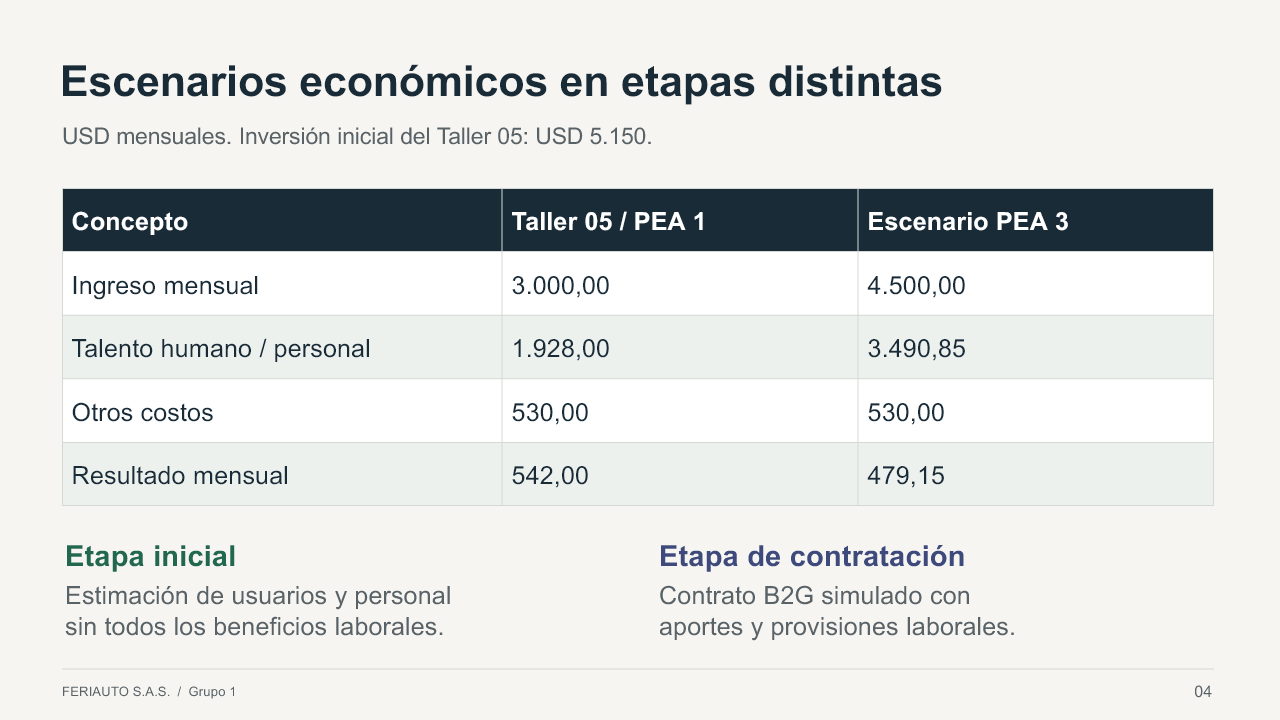 Escenarios económicos en etapas distintas
USD mensuales. Inversión inicial del Taller 05: USD 5.150.
Concepto Taller 05 / PEA 1 Escenario PEA 3
Ingreso mensual 3.000,00 4.500,00
Talento humano / personal 1.928,00 3.490,85
Otros costos 530,00 530,00
Resultado mensual 542,00 479,15
Etapa inicial
Estimación de usuarios y personal
sin todos los beneficios laborales.
Etapa de contratación
Contrato B2G simulado con
aportes y provisiones laborales.
FERIAUTO S.A.S. / Grupo 1
04